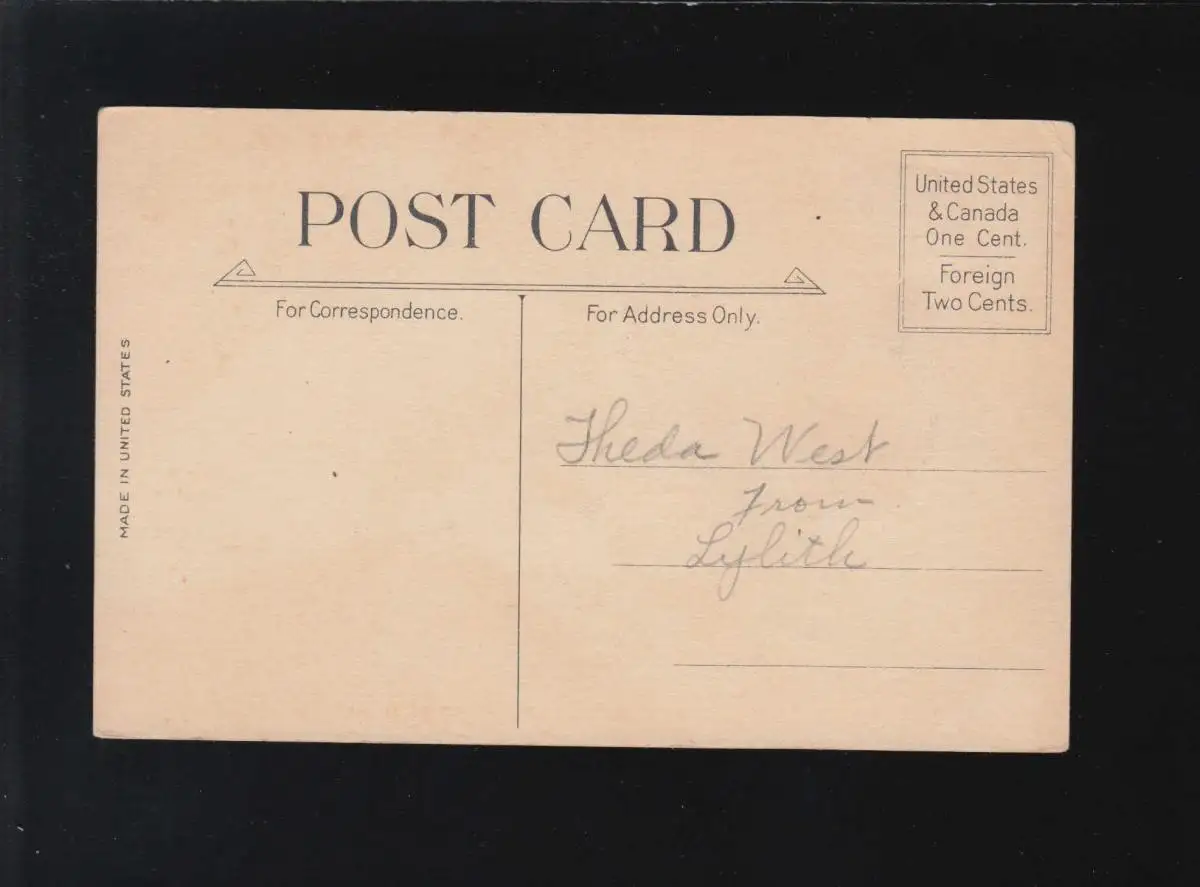 POST CARD
United States
& Canada
One Cent.
Foreign
Two Cents.
For Correspondence.
For Address Only.
MADE IN UNITED STATES
Theda West
From
Lylith